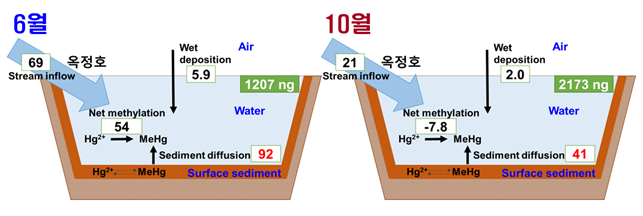 6월
69
옥정호
Stream inflow
Wet
deposition
5.9
Air
1207 ng
Water
Net methylation
54
Hg²⁺
MeHg
Sediment diffusion
92
Hg²⁺
MeHg
Surface sediment
10월
21
옥정호
Stream inflow
Wet
deposition
2.0
Air
2173 ng
Water
Net methylation
-7.8
Hg²⁺
MeHg
Sediment diffusion
41
Hg²⁺
MeHg
Surface sediment